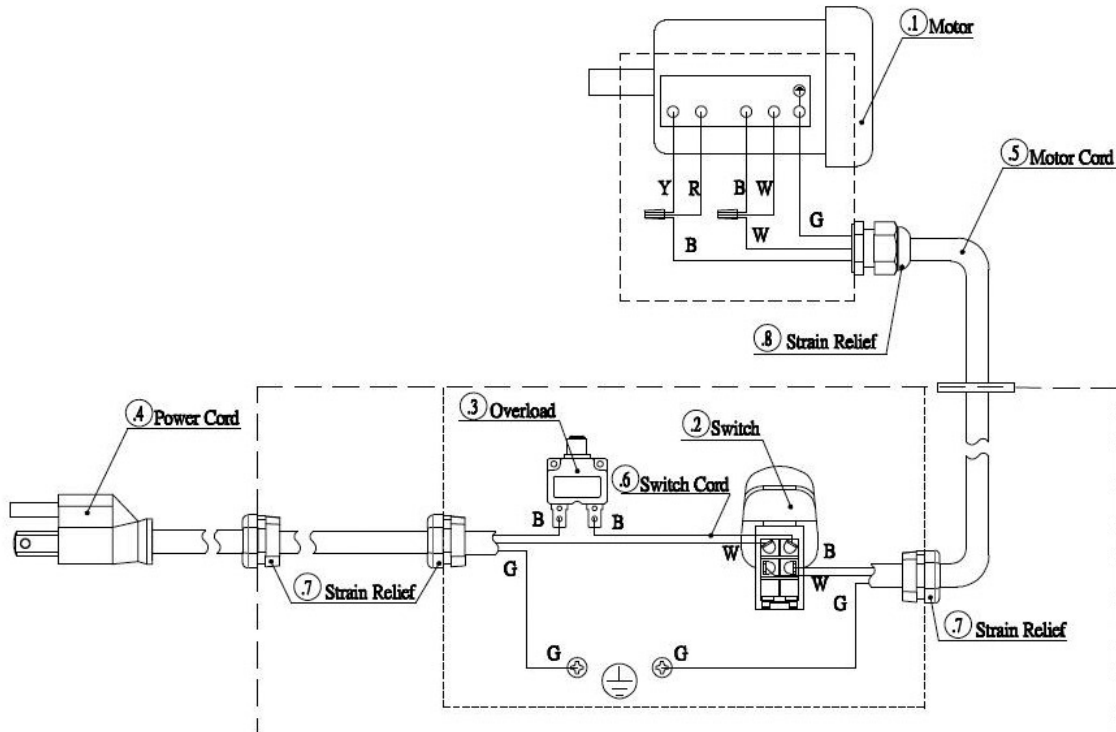 .1 Motor
Y R B W
G
.5 Motor Cord
B W
.8 Strain Relief
.4 Power Cord
.3 Overload
.2 Switch
.6 Switch Cord
B B
W B
W
G
G
.7 Strain Relief
.7 Strain Relief
G G